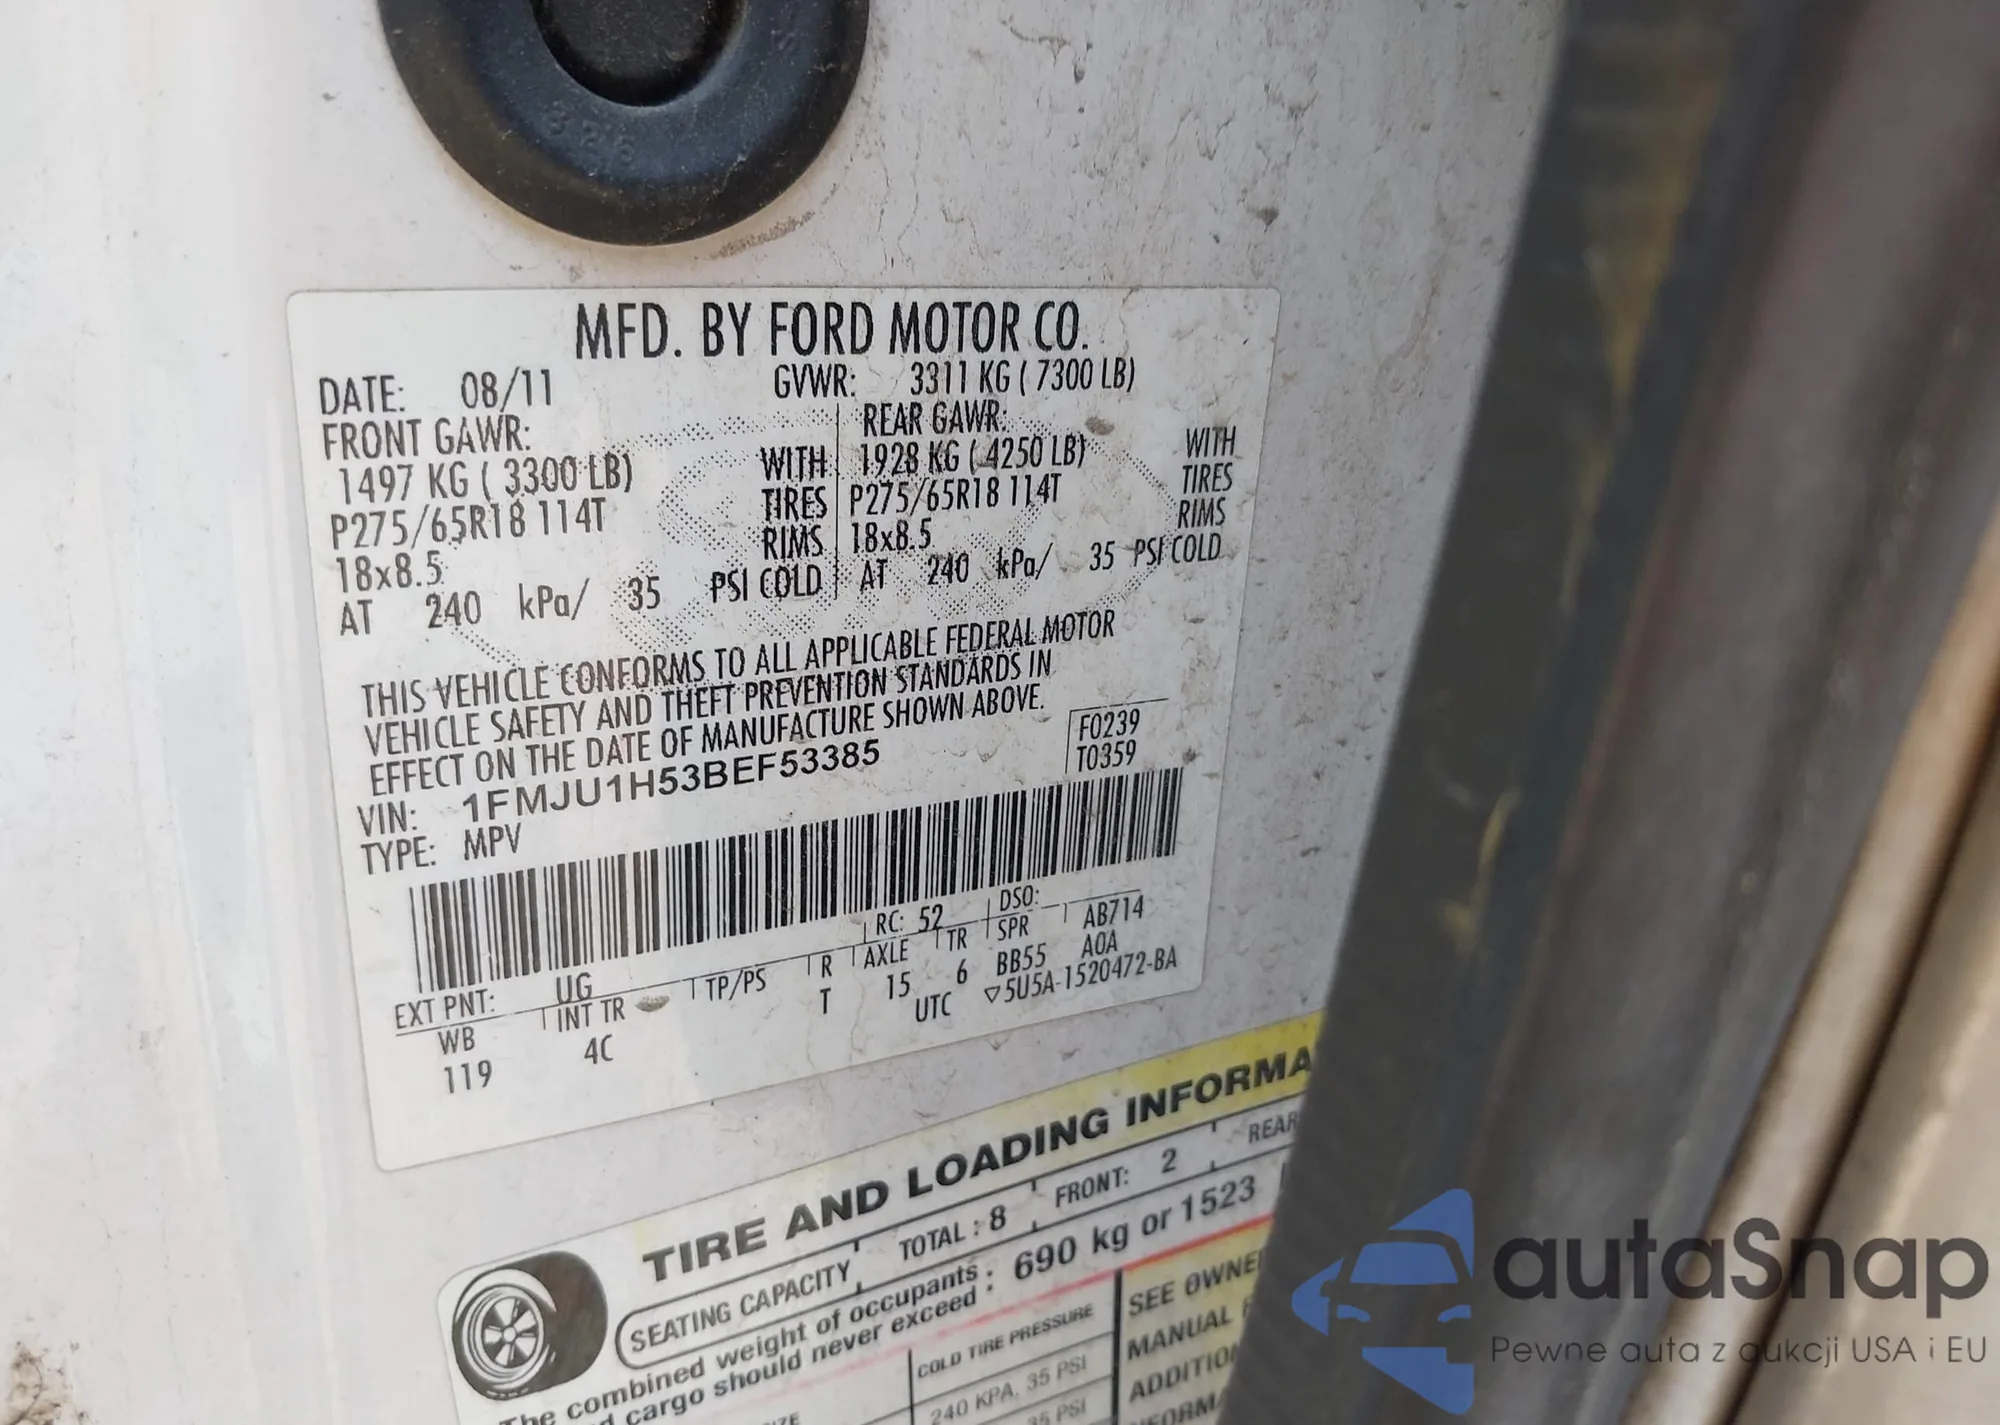 MFD. BY FORD MOTOR CO.
DATE: 08/11 GVWR: 3311 KG ( 7300 LB)
FRONT GAWR: REAR GAWR:
1497 KG ( 3300 LB) WITH 1928 KG ( 4250 LB) WITH
P275/65R18 114T TIRES P275/65R18 114T TIRES
18x8.5 RIMS 18x8.5 RIMS
AT 240 kPa/ 35 PSI COLD AT 240 kPa/ 35 PSI COLD
THIS VEHICLE CONFORMS TO ALL APPLICABLE FEDERAL MOTOR
VEHICLE SAFETY AND THEFT PREVENTION STANDARDS IN
EFFECT ON THE DATE OF MANUFACTURE SHOWN ABOVE.
VIN: 1FMJU1H53BEF53385 F0239
TYPE: MPV T0359
EXT PNT: UG RC: 52 DSO: AB714
WB INT TR TP/PS R AXLE TR SPR A0A
119 4C T 15 6 BB55
UTC ▽5U5A-1520472-BA
TIRE AND LOADING
SEATING CAPACITY TOTAL : 8 FRONT: 2 REAR
The combined weight of occupants : 690 kg or 1523
cargo should never exceed :
COLD TIRE PRESSURE SEE
240 KPA, 35 PSI MANUAL
35 PSI
autaSnap
Pewne auta z aukcji USA i EU